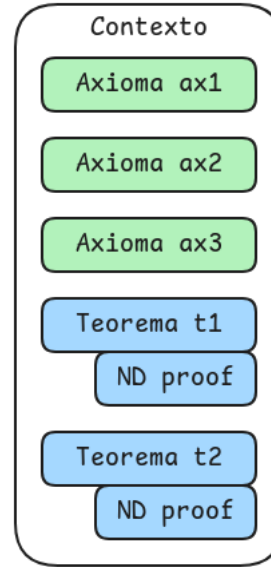 Contexto
Axioma ax1
Axioma ax2
Axioma ax3
Teorema t1
ND proof
Teorema t2
ND proof